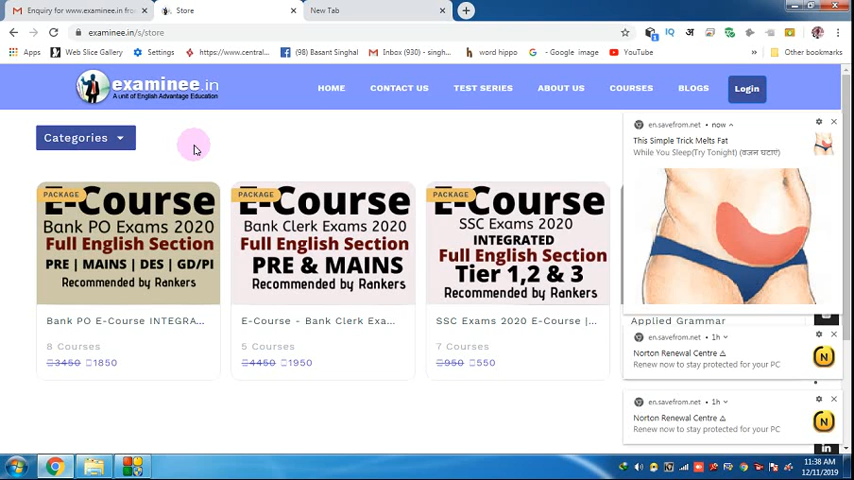 Enquiry for www.examinee.in fro
Store
New Tab
examinee.in/s/store
Apps
Web Slice Gallery
Settings
https://www.central...
(98) Basant Singhal
Inbox (930) - singh...
word hippo
- Google image
YouTube
Other bookmarks
examinee.in
A unit of English Advantage Education
HOME
CONTACT US
TEST SERIES
ABOUT US
COURSES
BLOGS
Login
Categories
en.savefrom.net • now
This Simple Trick Melts Fat
While You Sleep(Try Tonight) (वजन घटाएं)
PACKAGE
E-Course
Bank PO Exams 2020
Full English Section
PRE | MAINS | DES | GD/PI
Recommended by Rankers
Bank PO E-Course INTEGRA...
8 Courses
3450 1850
PACKAGE
E-Course
Bank Clerk Exams 2020
Full English Section
PRE & MAINS
Recommended by Rankers
E-Course - Bank Clerk Exa...
5 Courses
4450 1950
PACKAGE
E-Course
SSC Exams 2020
INTEGRATED
Full English Section
Tier 1,2 & 3
Recommended by Rankers
SSC Exams 2020 E-Course |...
7 Courses
950 550
Applied Grammar
en.savefrom.net • 1h
Norton Renewal Centre
Renew now to stay protected for your PC
en.savefrom.net • 1h
Norton Renewal Centre
Renew now to stay protected for your PC
11:38 AM
12/11/2019